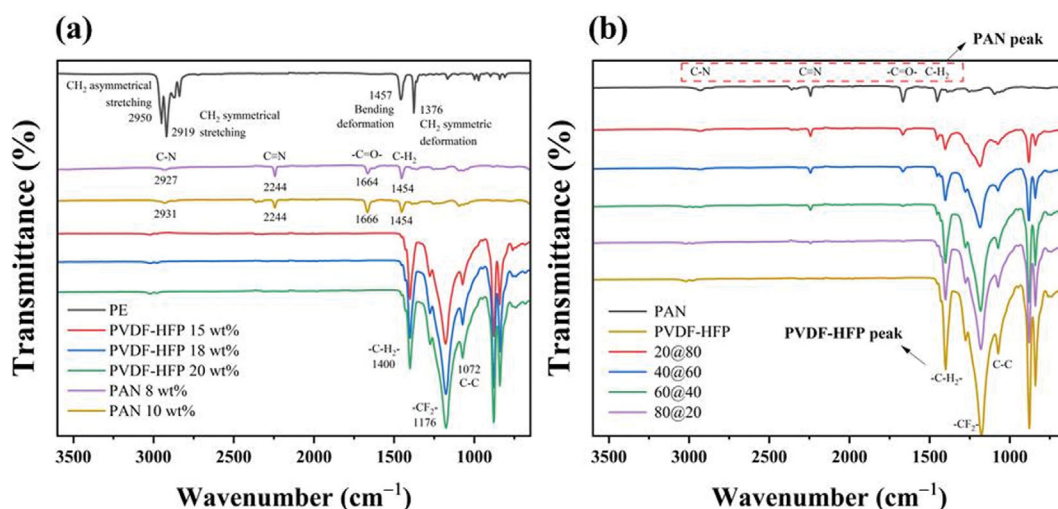 (a)
Transmittance (%)
CH₂ asymmetrical
stretching
2950
2919
CH₂ symmetrical
stretching
1457
Bending
deformation
1376
CH₂ symmetric
deformation
C-N
C≡N
-C=O-
C-H₂
2927
2244
1664
1454
2931
2244
1666
1454
PE
PVDF-HFP 15 wt%
PVDF-HFP 18 wt%
PVDF-HFP 20 wt%
PAN 8 wt%
PAN 10 wt%
-C-H₂-
1400
1072
C-C
-CF₂-
1176
3500 3000 2500 2000 1500 1000
Wavenumber (cm⁻¹)
(b)
Transmittance (%)
PAN peak
C-N
C≡N
-C=O-
C-H₂
PAN
PVDF-HFP
20@80
40@60
60@40
80@20
PVDF-HFP peak
-C-H₂-
C-C
-CF₂-
3500 3000 2500 2000 1500 1000
Wavenumber (cm⁻¹)